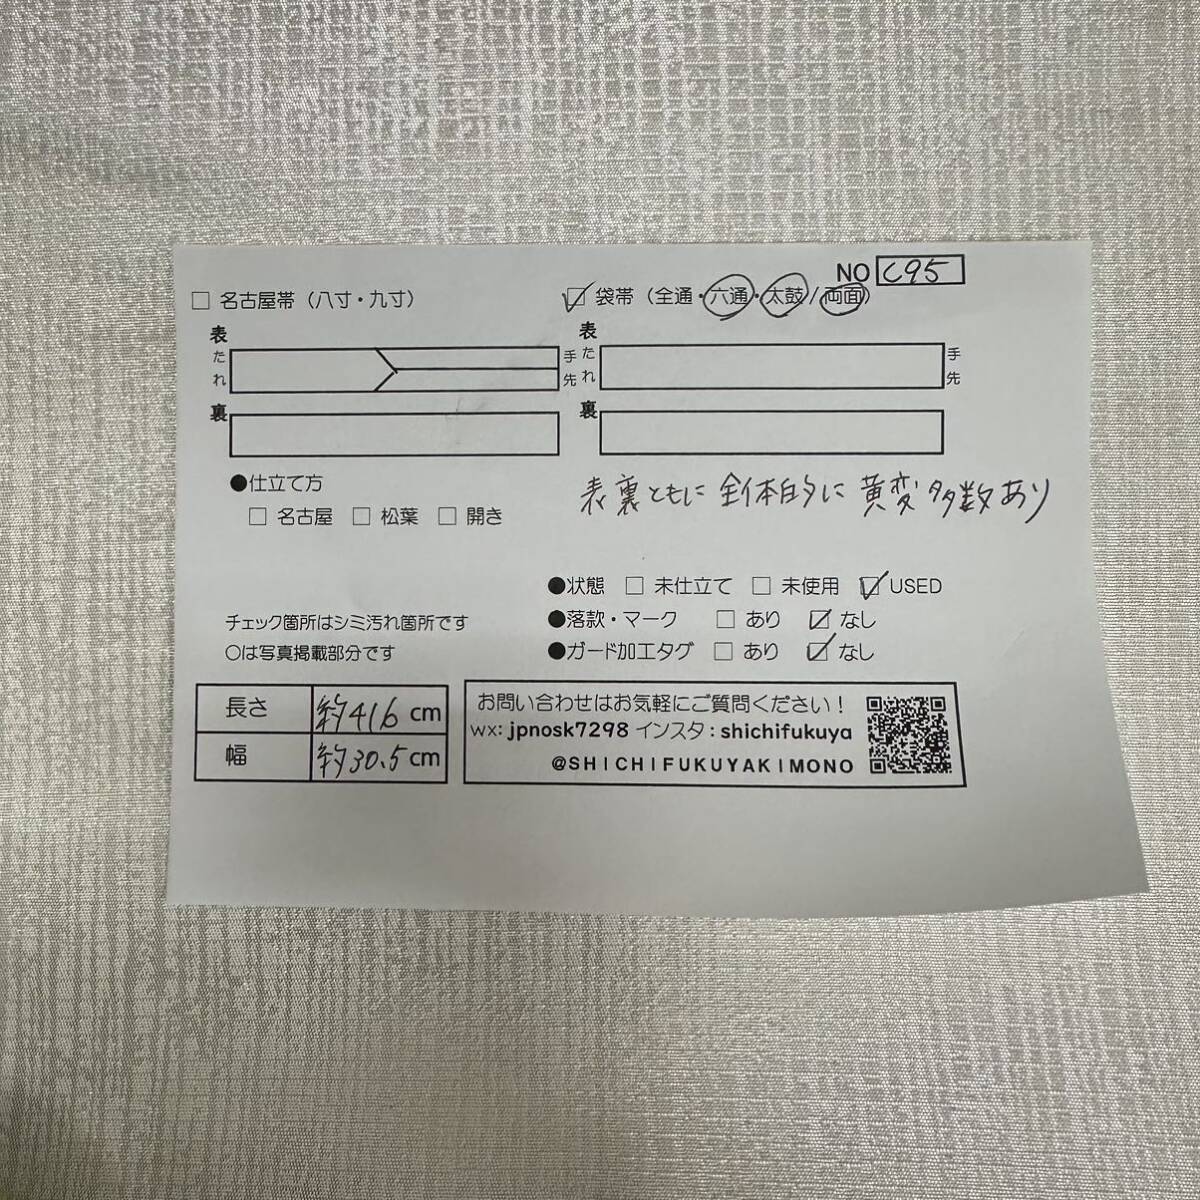 NO C95
□ 名古屋帯（八寸・九寸）
☑ 袋帯（全通・六通・太鼓/両面）
表
たれ
手先
裏
表
たれ
手先
裏
●仕立て方
□ 名古屋 □ 松葉 □ 開き
表裏ともに全体的に黄変多数あり
●状態 □ 未仕立て □ 未使用 ☑ USED
●落款・マーク □ あり ☑ なし
●ガード加工タグ □ あり ☑ なし
チェック箇所はシミ汚れ箇所です
○は写真掲載部分です
長さ 約416 cm
幅 約30.5 cm
お問い合わせはお気軽にご質問ください！
wx: jpnosk7298 インスタ : shichifukuya
@SHICHIFUKUYAKIMONO